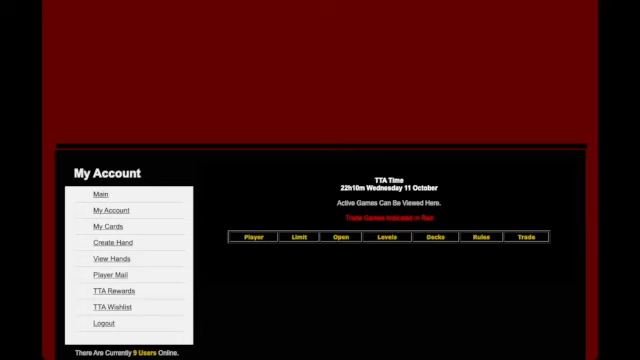 My Account
Main
My Account
My Cards
Create Hand
View Hands
Player Mail
TTA Rewards
TTA Wishlist
Logout
There Are Currently 9 Users Online.
TTA Time
22h10m Wednesday 11 October
Active Games Can Be Viewed Here.
Trade Games Indicated In Red
Player Limit Open Levels Decks Rules Trade